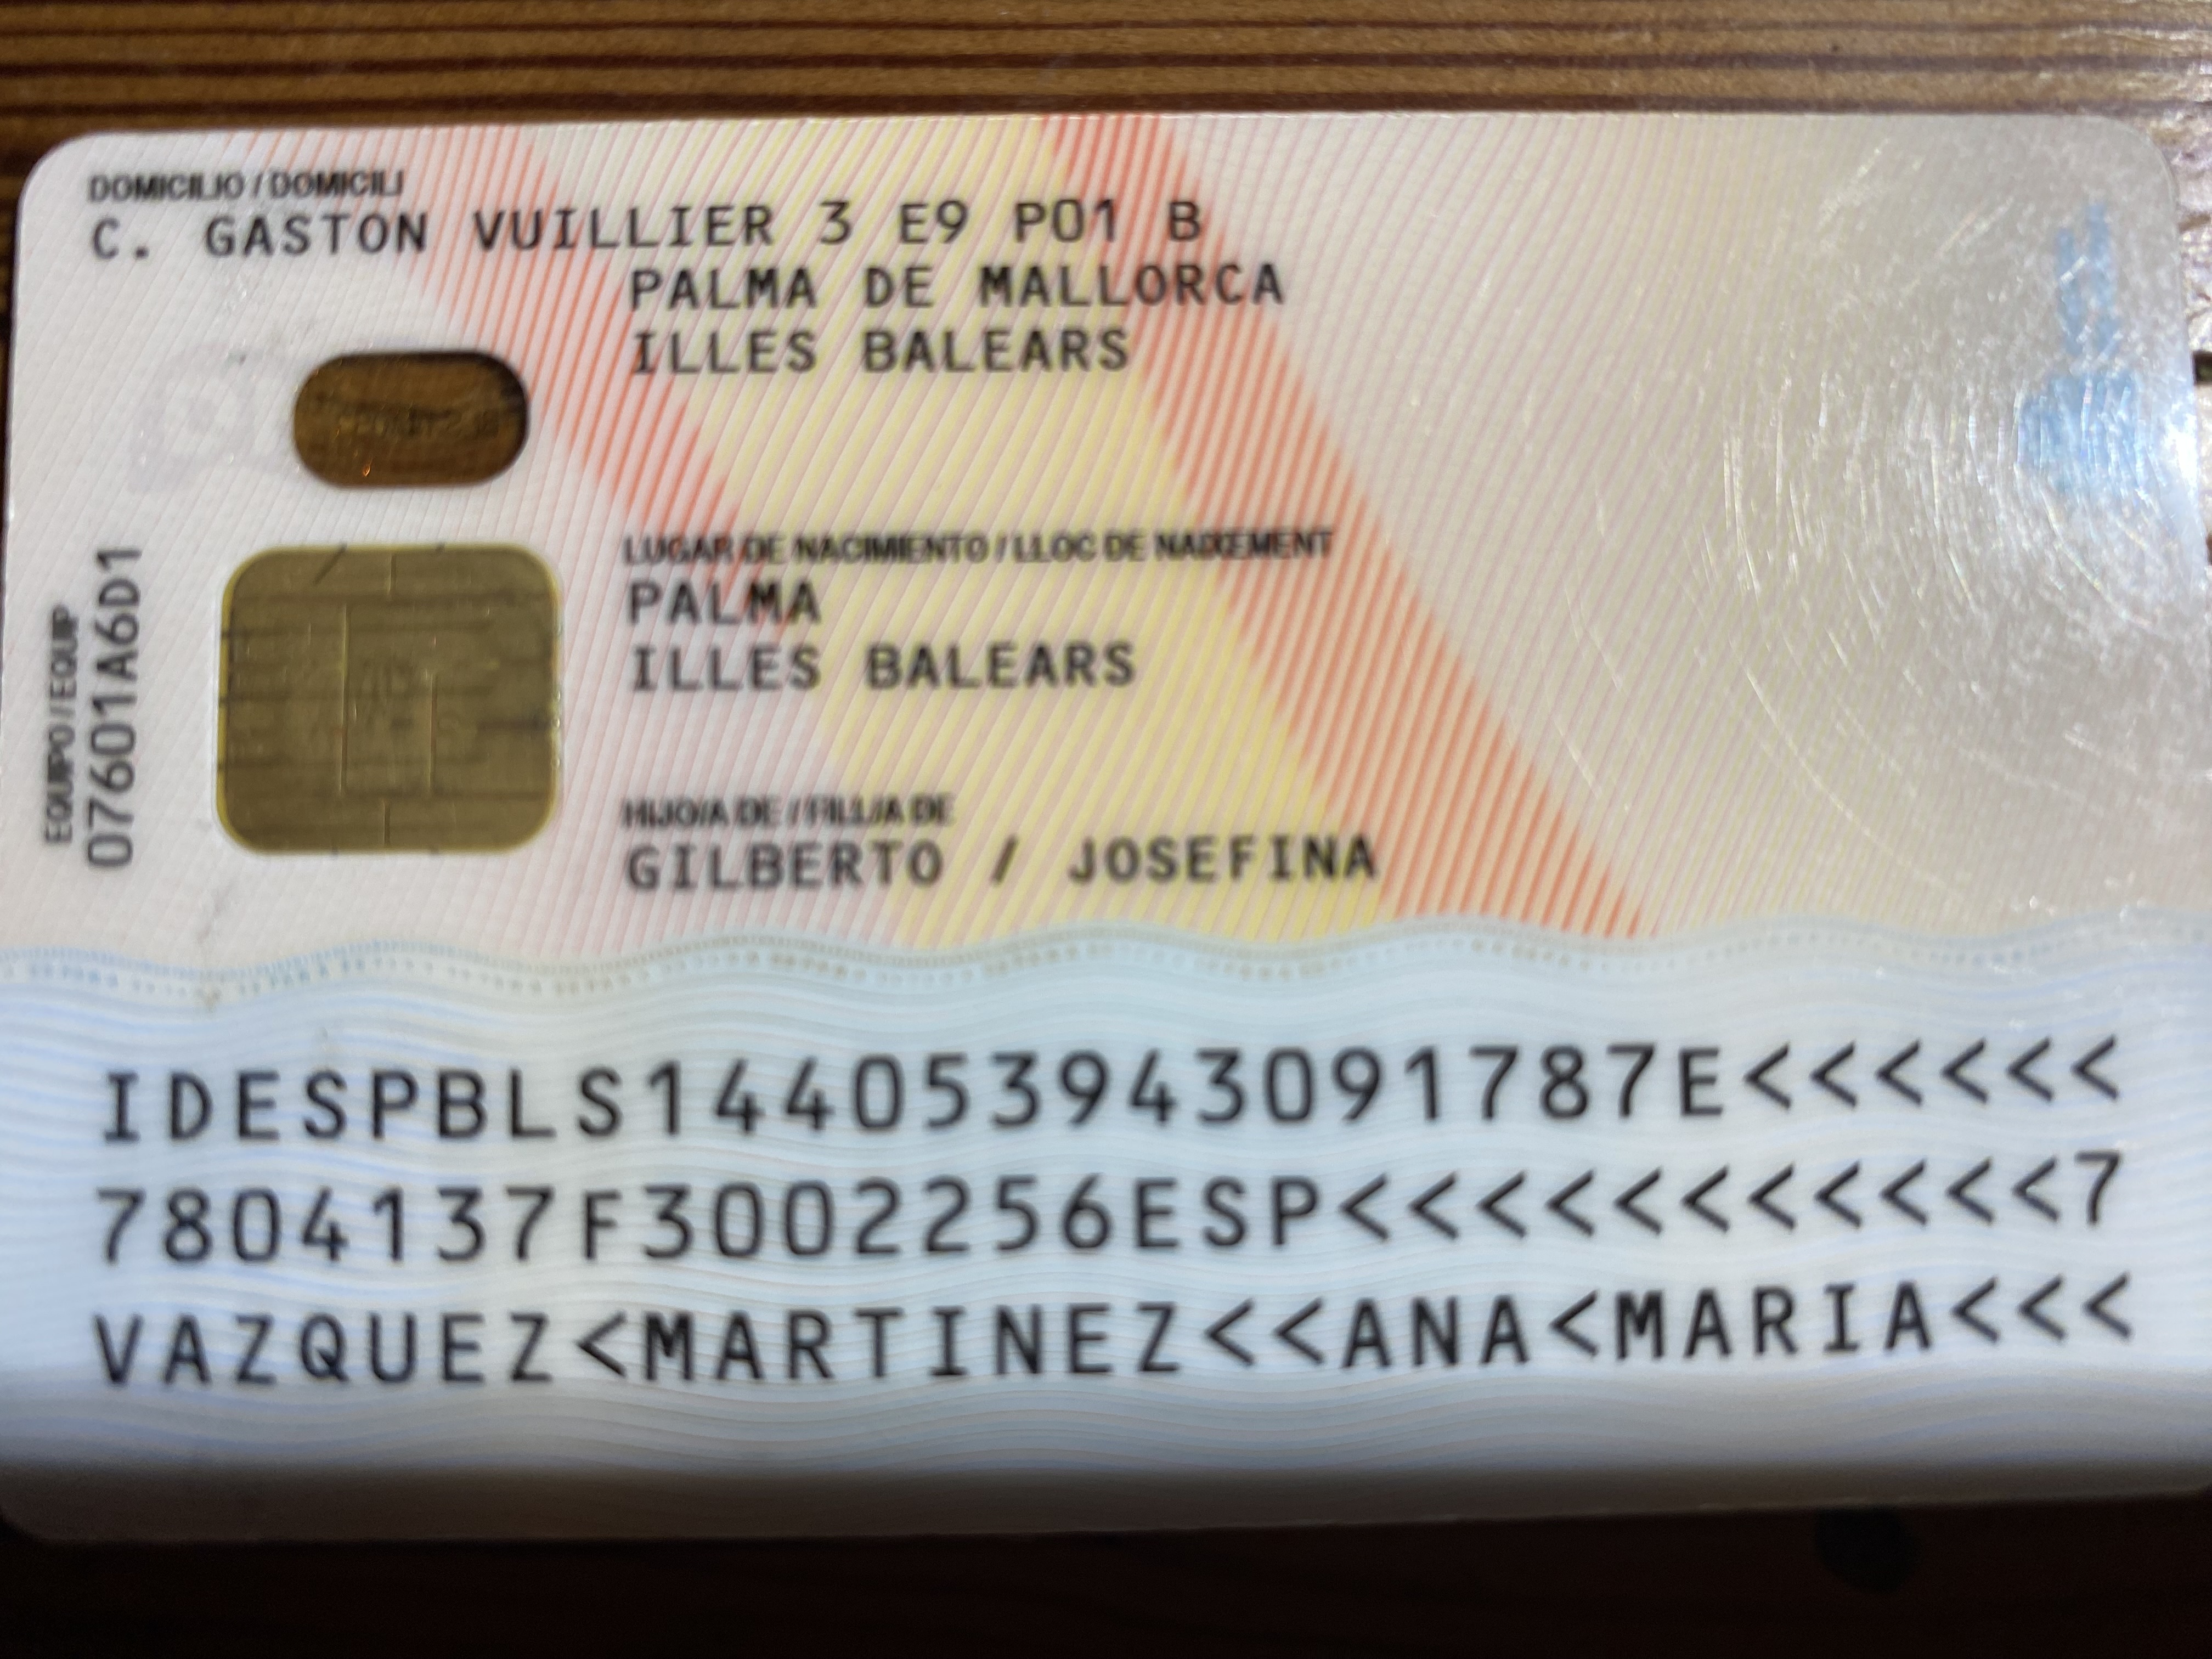 DOMICILIO / DOMICILI
C. GASTON VUILLIER 3 E9 P01 B
PALMA DE MALLORCA
ILLES BALEARS
LUGAR DE NACIMIENTO / LLOC DE NAIXEMENT
PALMA
ILLES BALEARS
HIJO/A DE / FILL/A DE
GILBERTO / JOSEFINA
EQUIPO / EQUIP
07601A6D1
IDESPBLS144053943091787E<<<<<<
7804137F3002256ESP<<<<<<<<<<<7
VAZQUEZ<MARTINEZ<<ANA<MARIA<<<